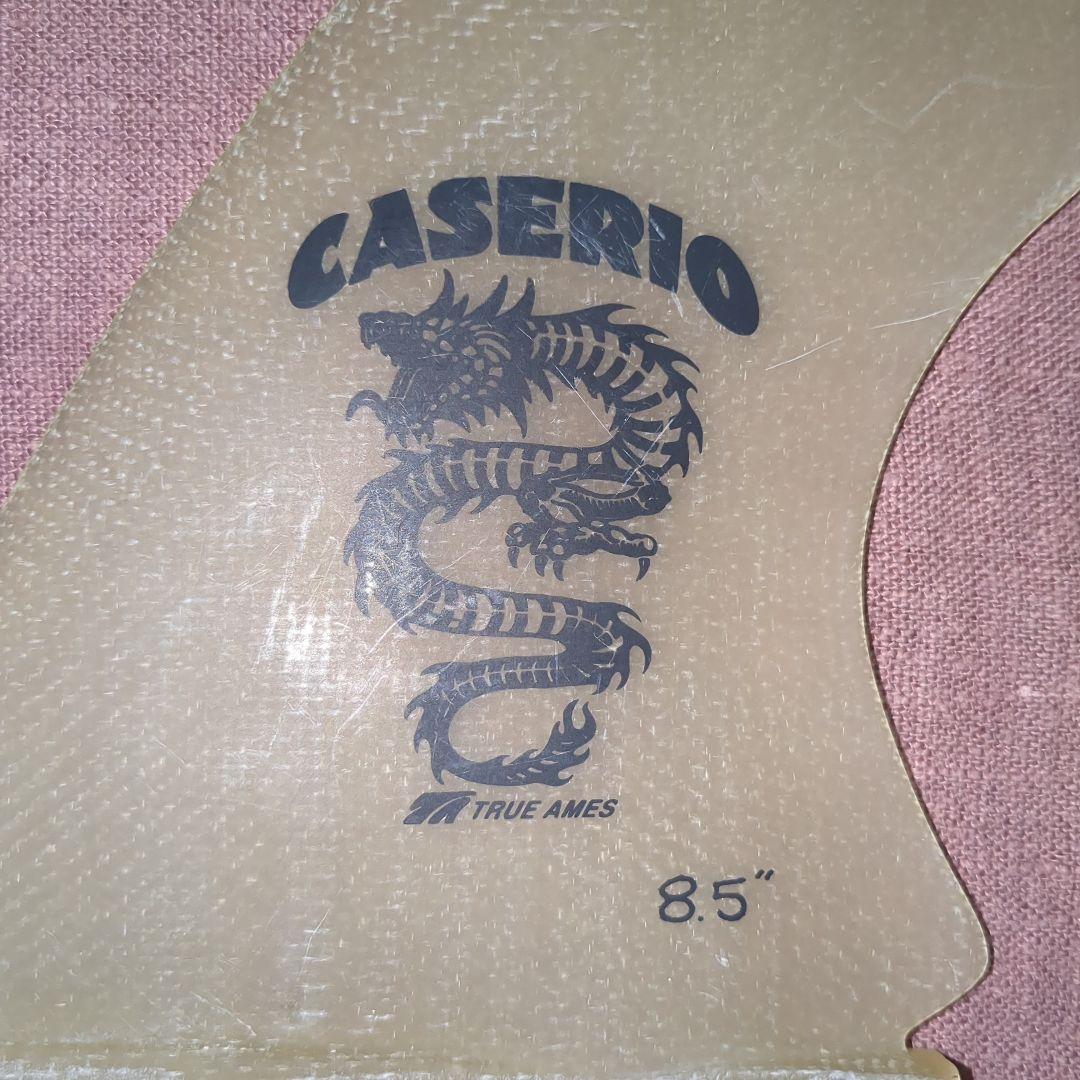 CASERIO
TRUE AMES
8.5"